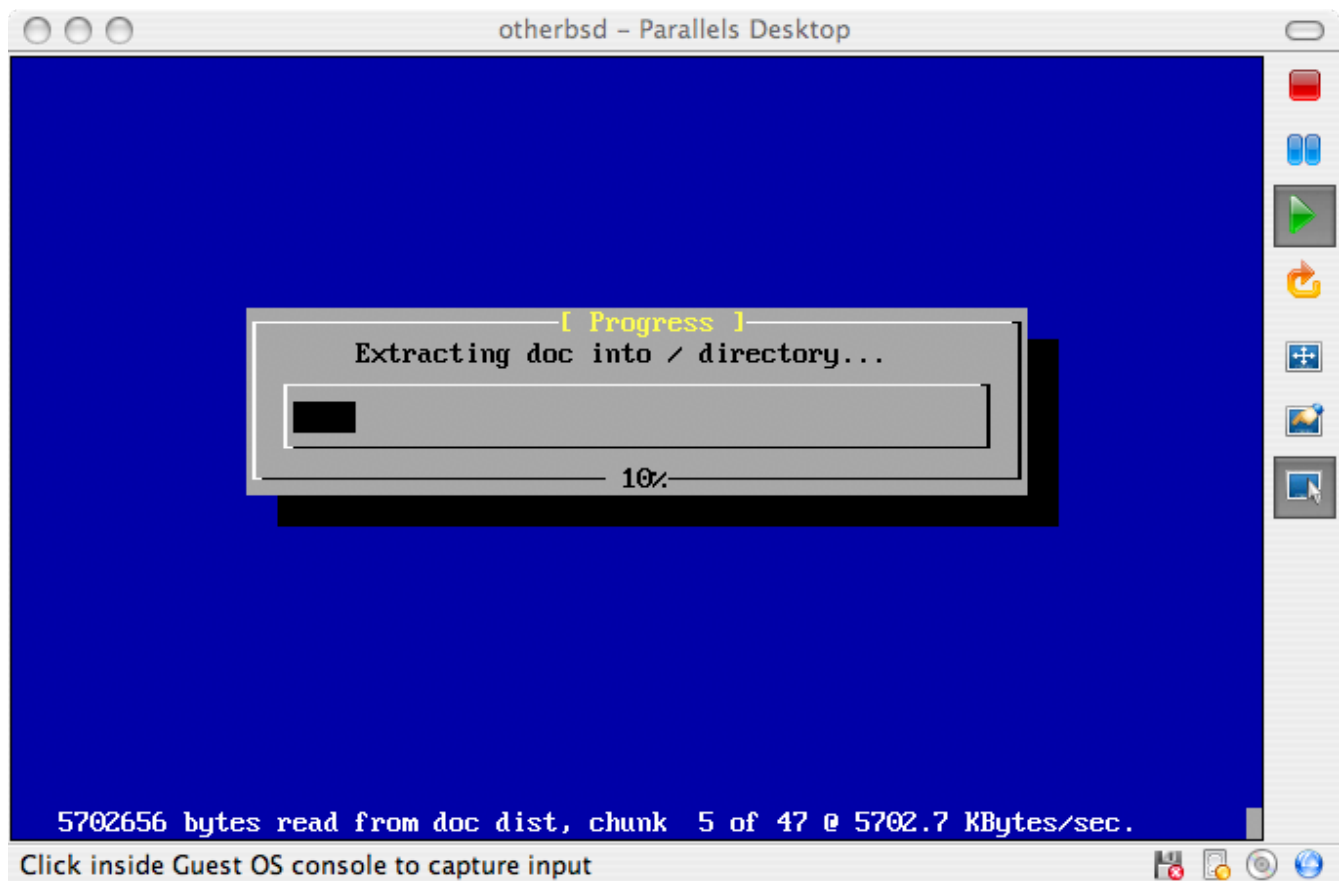 otherbsd – Parallels Desktop
[ Progress ]
Extracting doc into / directory...
10%
5702656 bytes read from doc dist, chunk  5 of 47 @ 5702.7 KBytes/sec.
Click inside Guest OS console to capture input